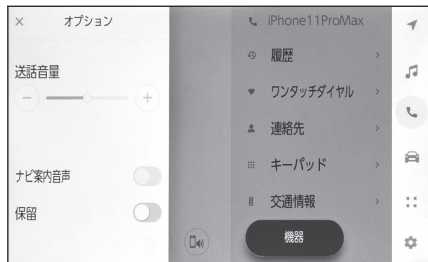 オプション
送話音量
ナビ案内音声
保留
iPhone11ProMax
履歴
ワンタッチダイヤル
連絡先
キーパッド
交通情報
機器